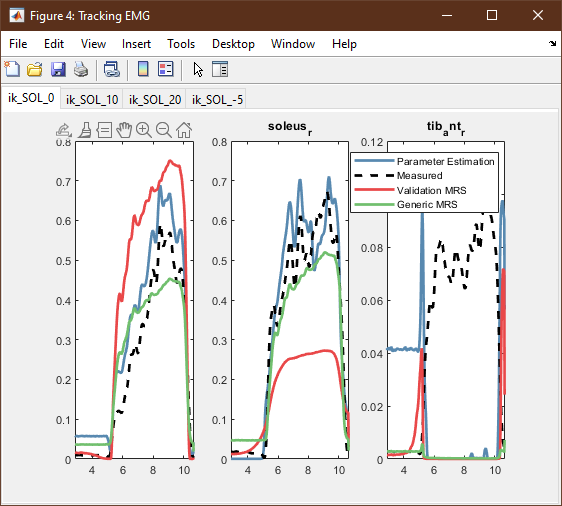 Figure 4: Tracking EMG
File Edit View Insert Tools Desktop Window Help
ik_SOL_0 ik_SOL_10 ik_SOL_20 ik_SOL_-5
soleus_r
tib_ant_r
Parameter Estimation
Measured
Validation MRS
Generic MRS
0.8
0.7
0.6
0.5
0.4
0.3
0.2
0.1
0
4 6 8 10
0.8
0.7
0.6
0.5
0.4
0.3
0.2
0.1
0
4 6 8 10
0.12
0.08
0.06
0.04
0.02
0
4 6 8 10